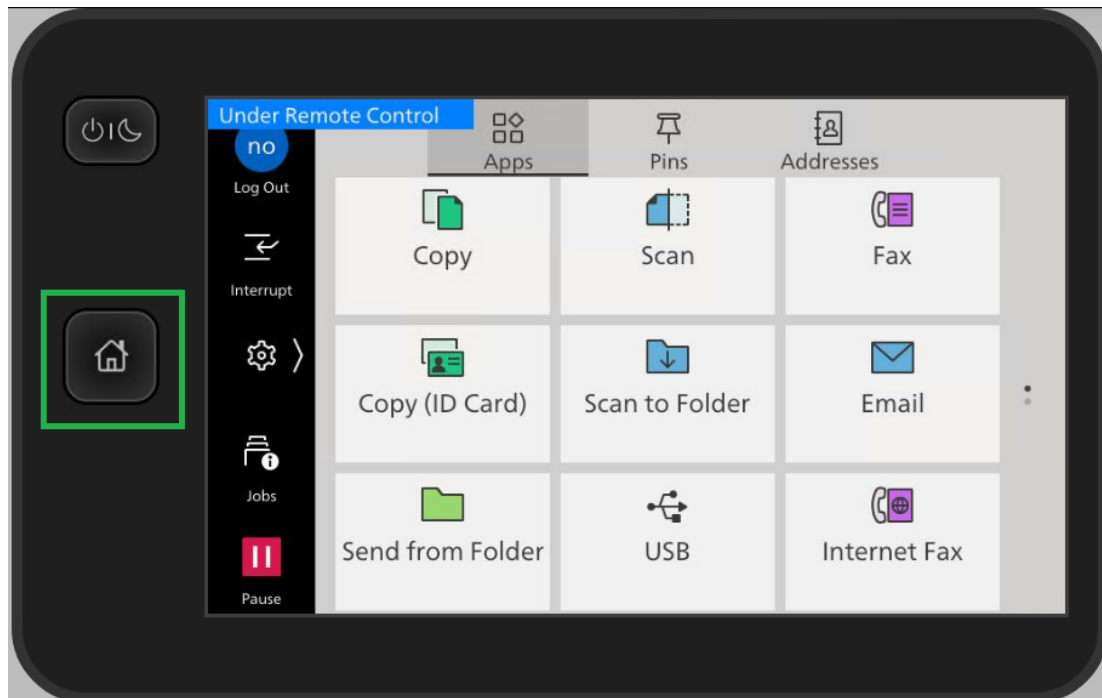 Under Remote Control
no
Log Out
Interrupt
Jobs
Pause
Apps
Pins
Addresses
Copy
Scan
Fax
Copy (ID Card)
Scan to Folder
Email
Send from Folder
USB
Internet Fax